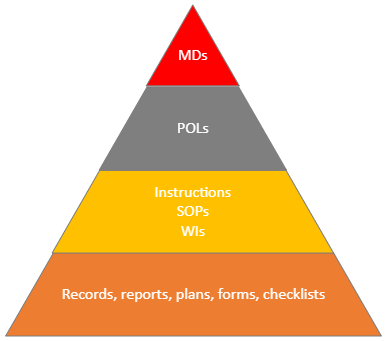 MDs
POLs
Instructions
SOPs
WIs
Records, reports, plans, forms, checklists